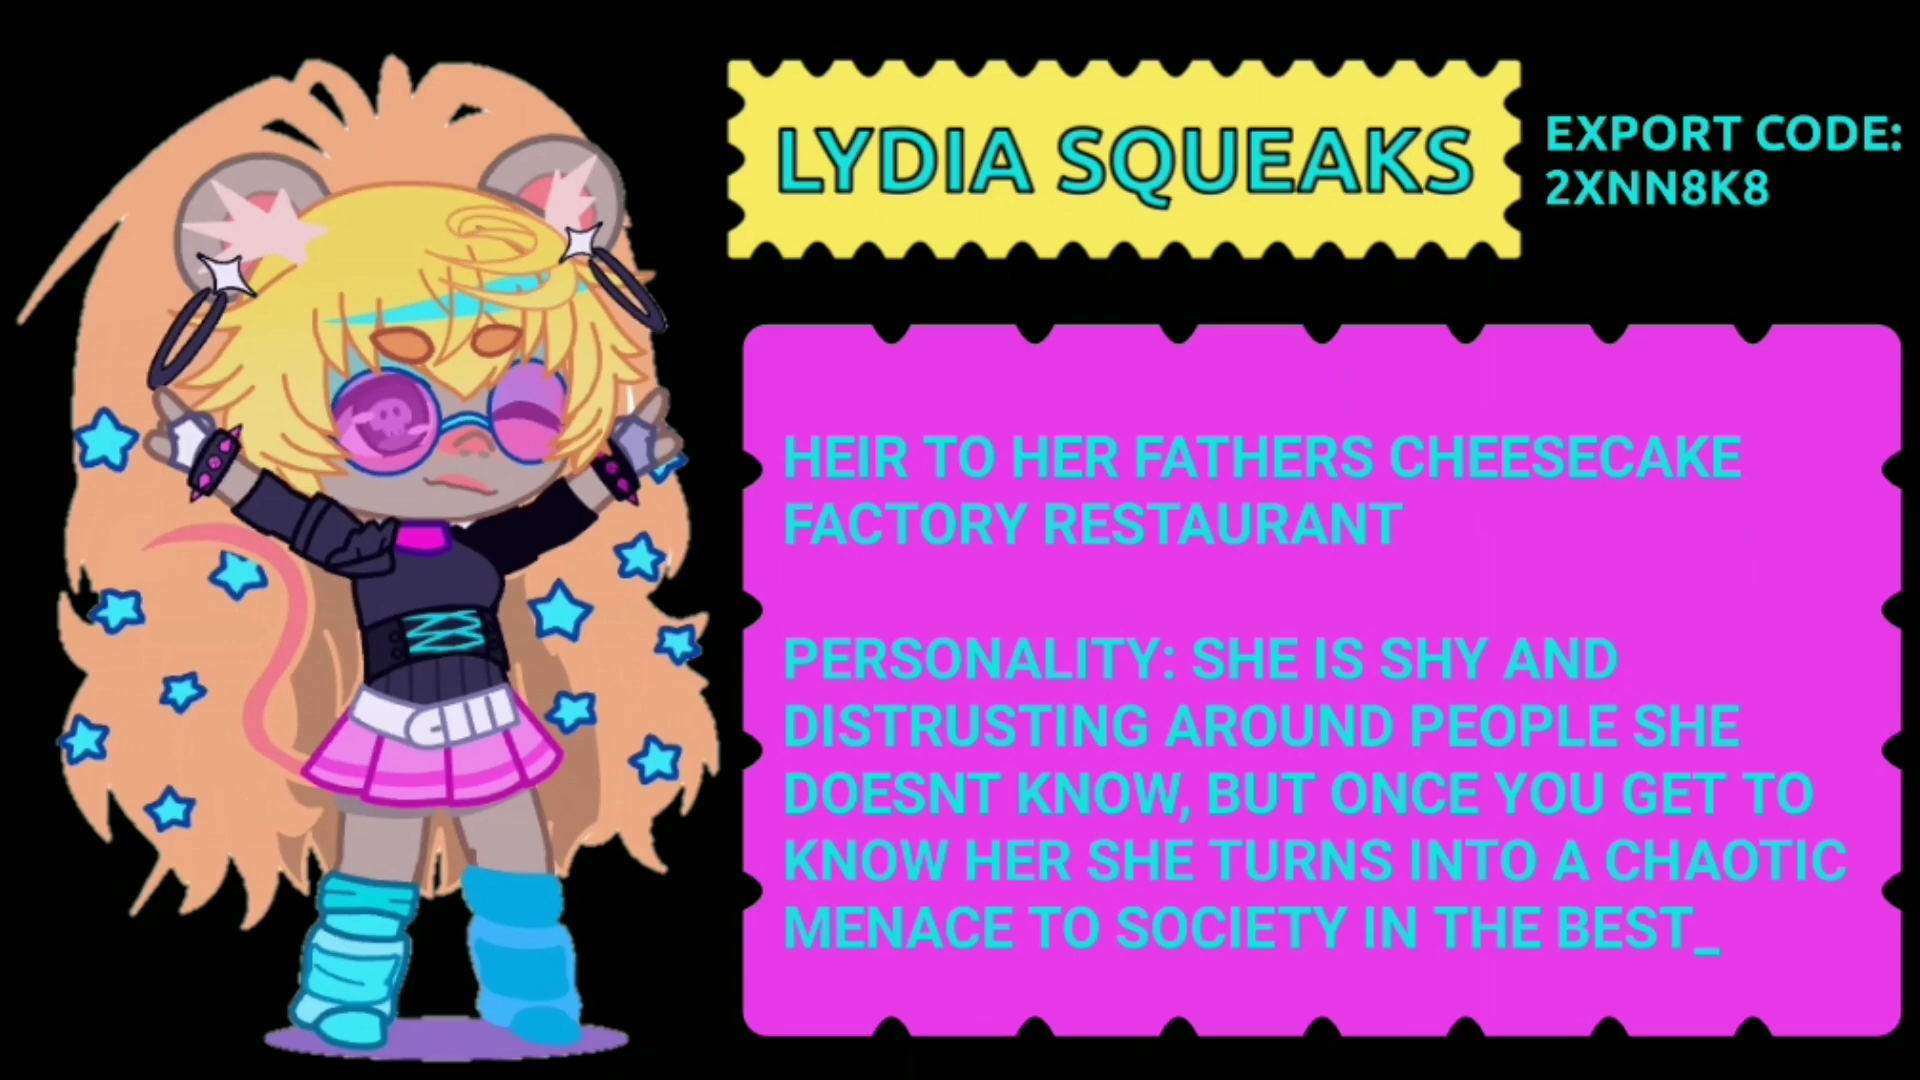 LYDIA SQUEAKS
EXPORT CODE:
2XNN8K8
HEIR TO HER FATHERS CHEESECAKE
FACTORY RESTAURANT
PERSONALITY: SHE IS SHY AND
DISTRUSTING AROUND PEOPLE SHE
DOESNT KNOW, BUT ONCE YOU GET TO
KNOW HER SHE TURNS INTO A CHAOTIC
MENACE TO SOCIETY IN THE BEST_